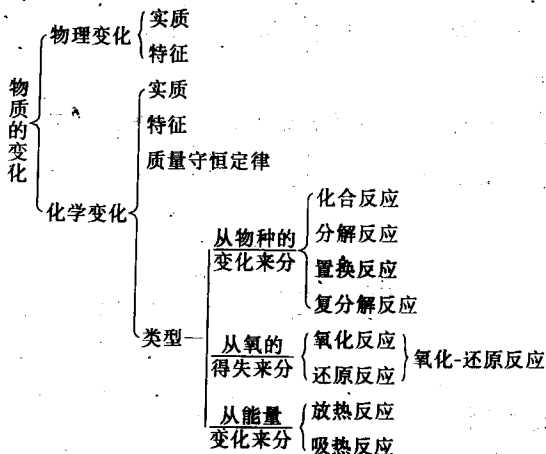 物质的变化
物理变化
实质
特征
化学变化
实质
特征
质量守恒定律
类型
从物种的
变化来分
化合反应
分解反应
置换反应
复分解反应
从氧的
得失来分
氧化反应
还原反应
氧化-还原反应
从能量
变化来分
放热反应
吸热反应